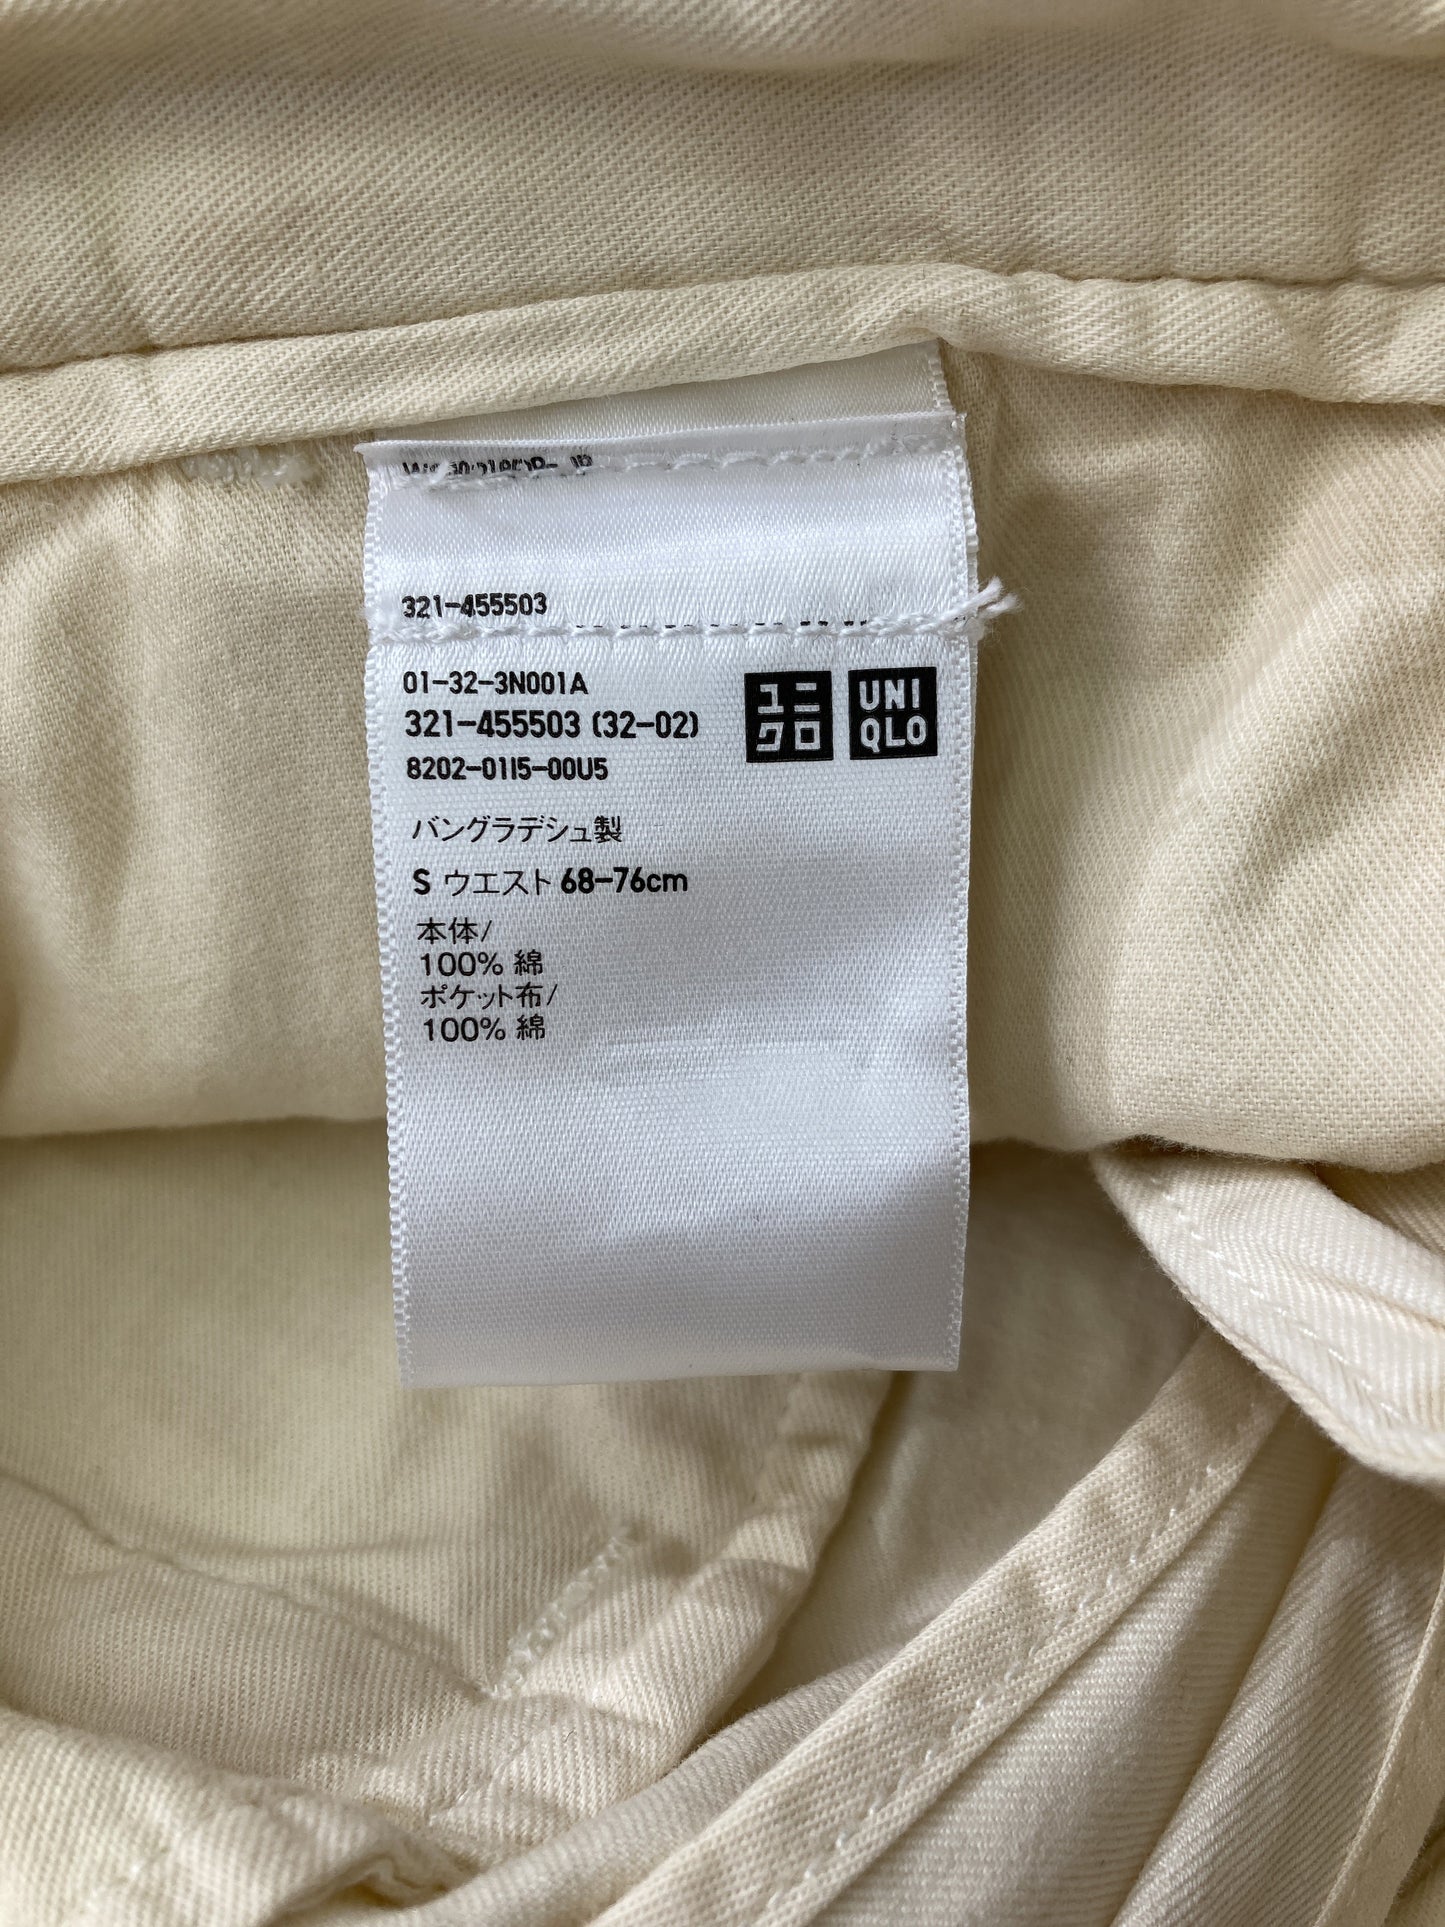 321-455503
01-32-3N001A
321-455503 (32-02)
8202-0115-00U5
ユニ
クロ
UNI
QLO
バングラデシュ製
S ウエスト 68-76cm
本体/
100% 綿
ポケット布/
100% 綿